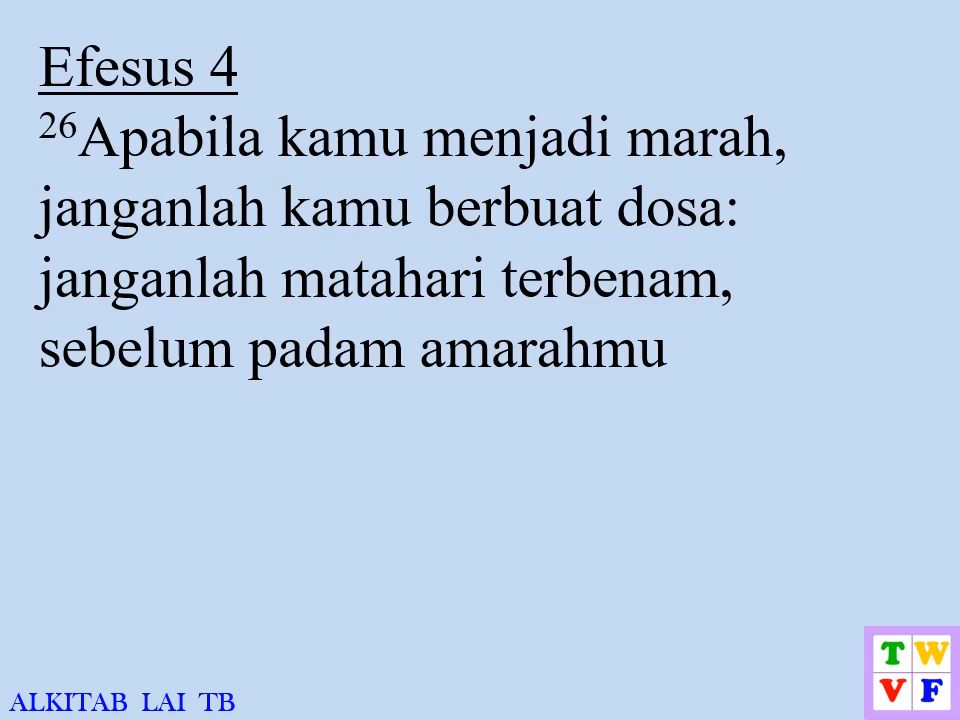 Efesus 4
26Apabila kamu menjadi marah,
janganlah kamu berbuat dosa:
janganlah matahari terbenam,
sebelum padam amarahmu
ALKITAB LAI TB
T W
V F